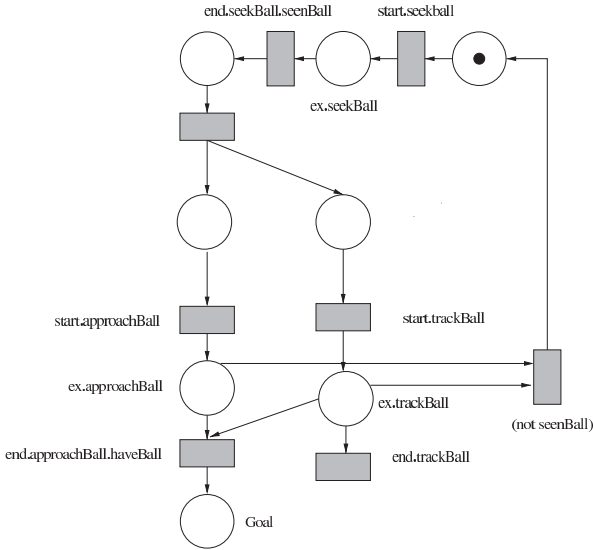 end.seekBall.seenBall
start.seekball
ex.seekBall
start.approachBall
start.trackBall
ex.approachBall
ex.trackBall
(not seenBall)
end.approachBall.haveBall
end.trackBall
Goal